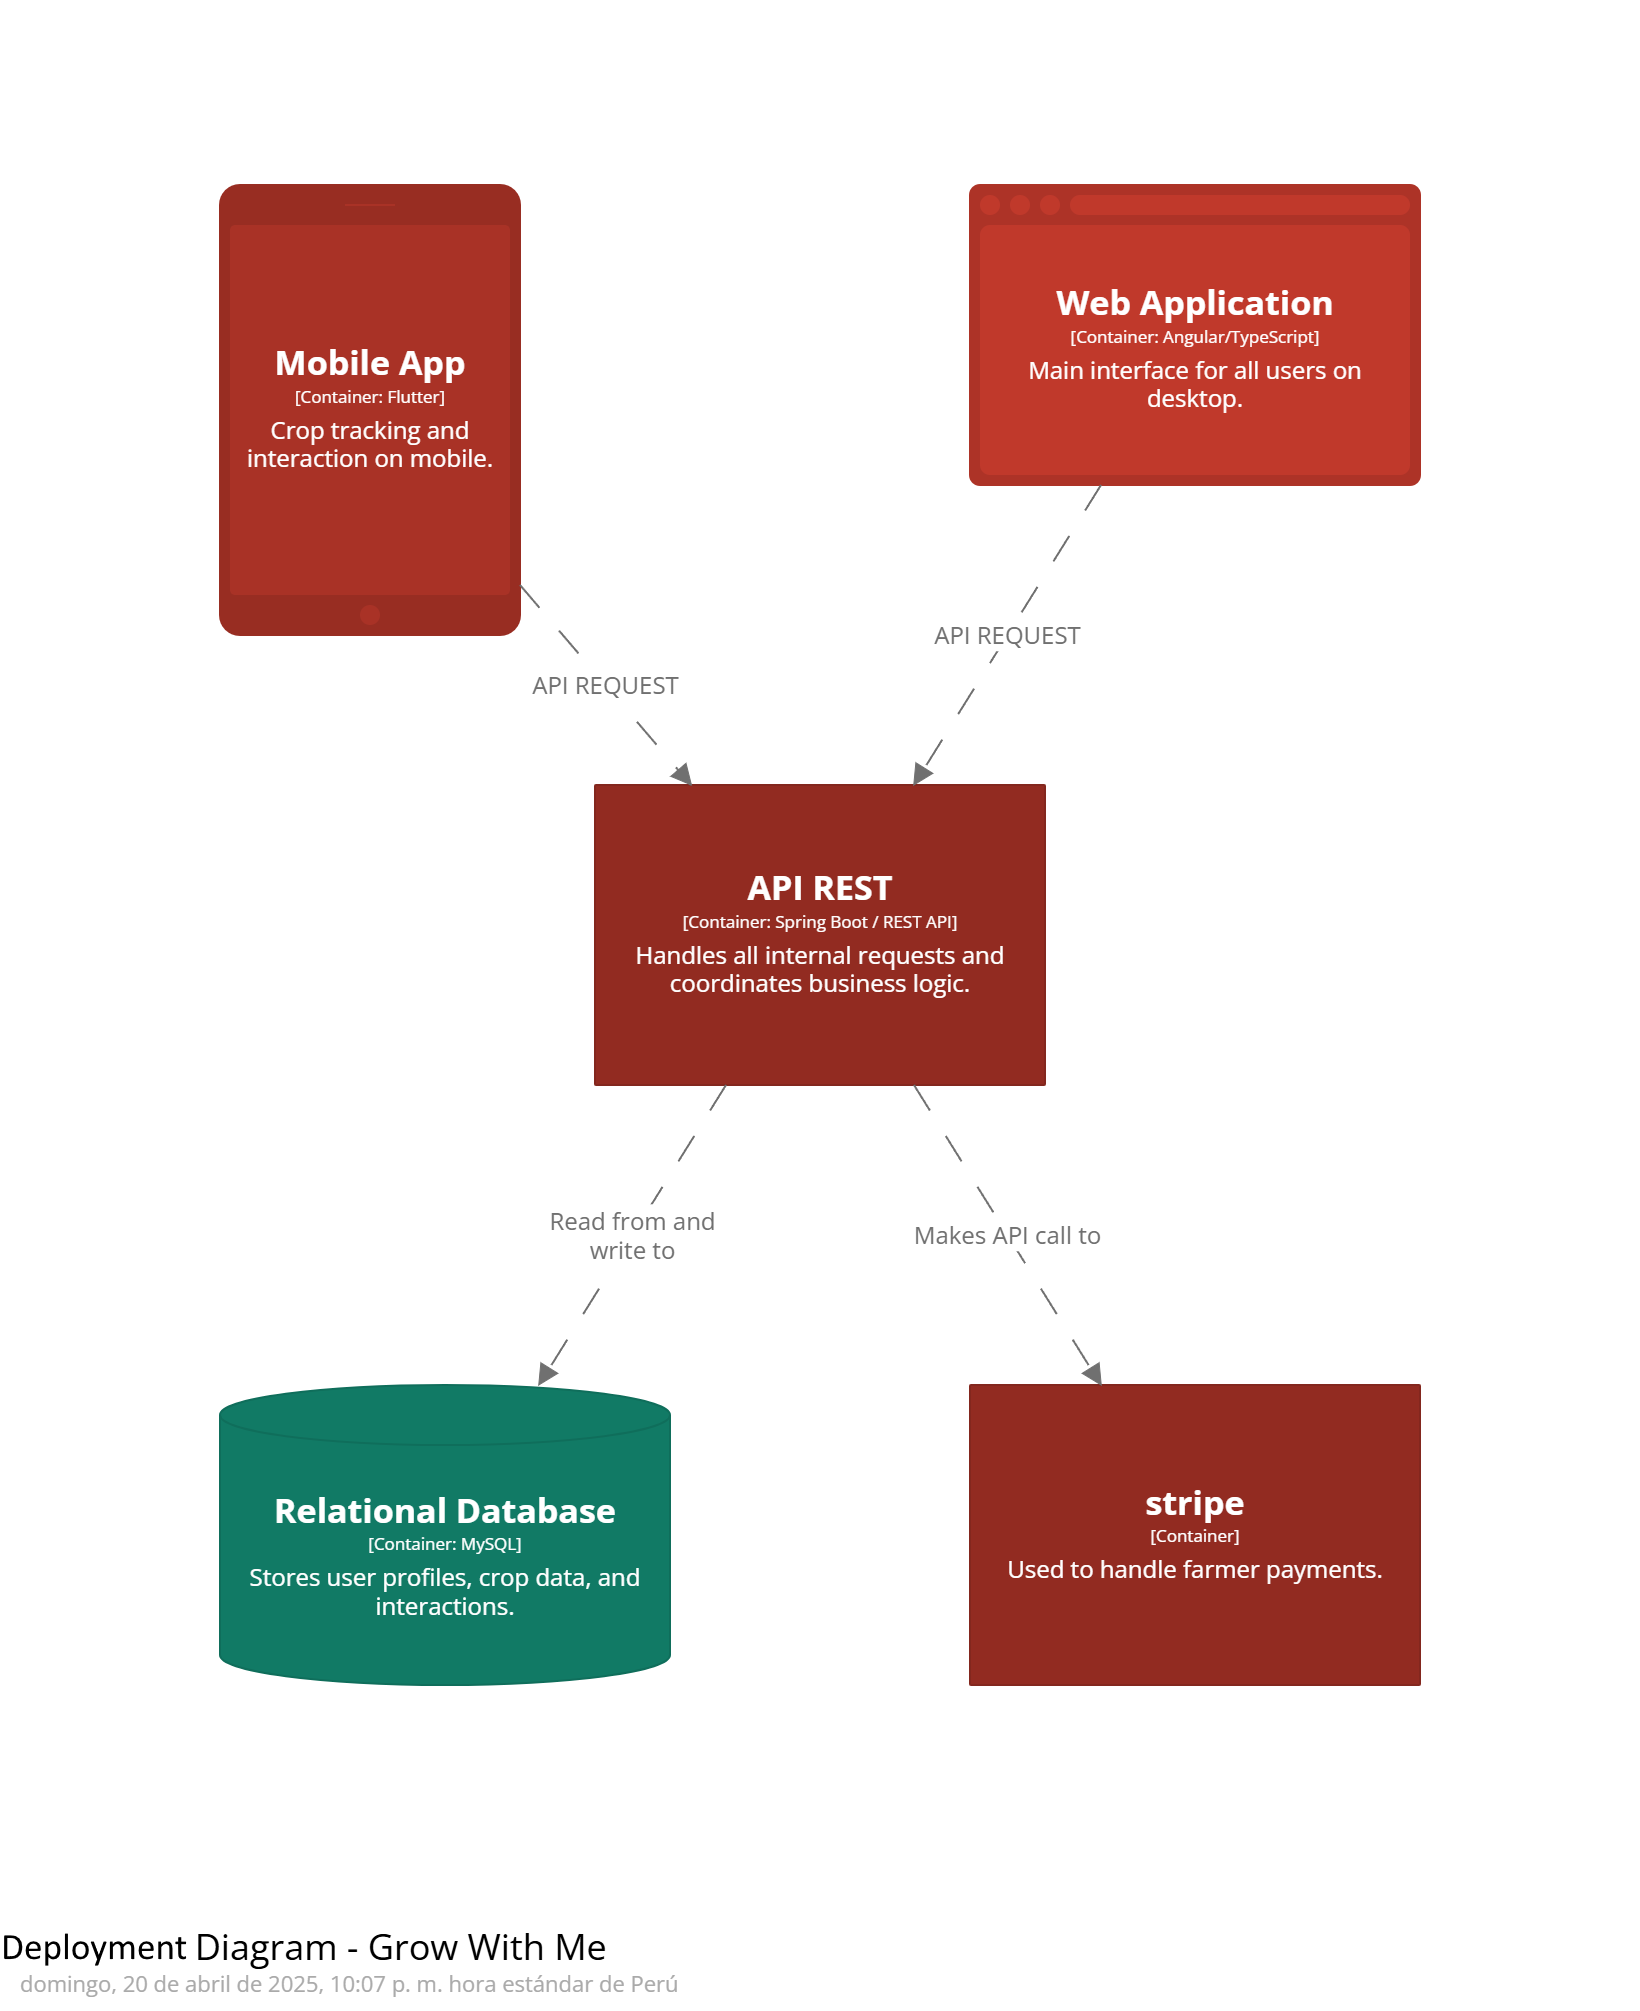 Mobile App
[Container: Flutter]
Crop tracking and
interaction on mobile.
Web Application
[Container: Angular/TypeScript]
Main interface for all users on
desktop.
API REQUEST
API REQUEST
API REST
[Container: Spring Boot / REST API]
Handles all internal requests and
coordinates business logic.
Read from and
write to
Makes API call to
Relational Database
[Container: MySQL]
Stores user profiles, crop data, and
interactions.
stripe
[Container]
Used to handle farmer payments.
Deployment Diagram - Grow With Me
domingo, 20 de abril de 2025, 10:07 p. m. hora estándar de Perú